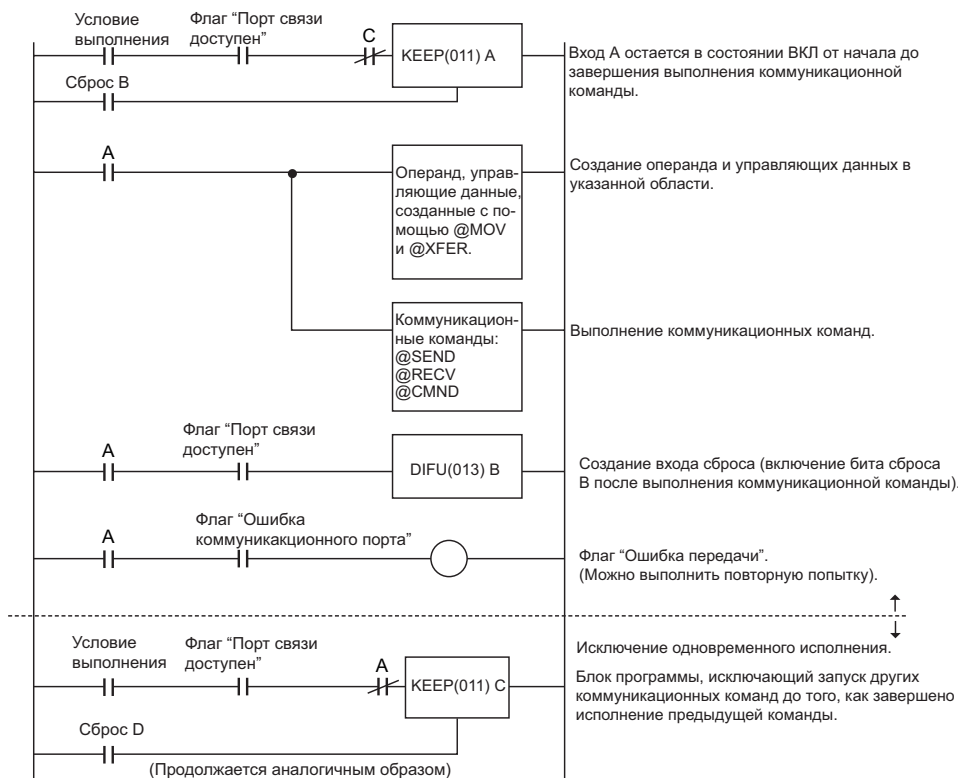 Условие
выполнения
Флаг “Порт связи
доступен”
C
KEEP(011) A
Вход А остается в состоянии ВКЛ от начала до
завершения выполнения коммуникационной
команды.
Сброс B
A
Операнд, управ-
ляющие данные,
созданные с по-
мощью @MOV
и @XFER.
Создание операнда и управляющих данных в
указанной области.
Коммуникацион-
ные команды:
@SEND
@RECV
@CMND
Выполнение коммуникационных команд.
A
Флаг “Порт связи
доступен”
DIFU(013) B
Создание входа сброса (включение бита сброса
В после выполнения коммуникационной команды).
A
Флаг “Ошибка
коммуникакционного порта”
Флаг “Ошибка передачи”.
(Можно выполнить повторную попытку).
Исключение одновременного исполнения.
Условие
выполнения
Флаг “Порт связи
доступен”
A
KEEP(011) C
Блок программы, исключающий запуск других
коммуникационных команд до того, как завершено
исполнение предыдущей команды.
Сброс D
(Продолжается аналогичным образом)